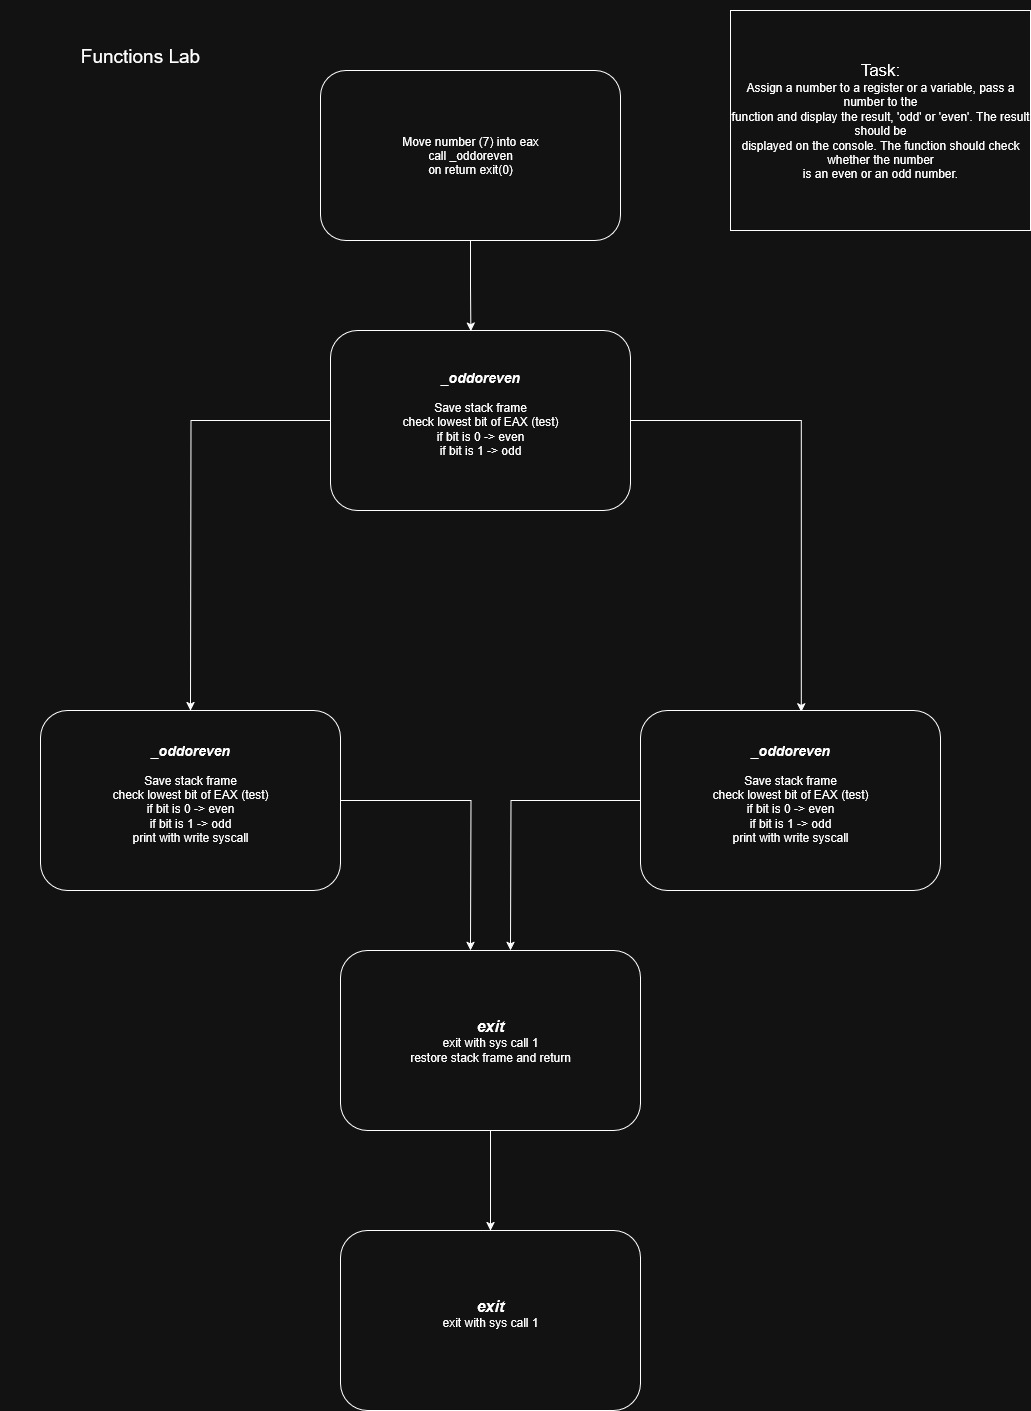 Functions Lab
Task:
Assign a number to a register or a variable, pass a
number to the
function and display the result, 'odd' or 'even'. The result
should be
displayed on the console. The function should check
whether the number
is an even or an odd number.
Move number (7) into eax
call _oddoreven
on return exit(0)
_oddoreven
Save stack frame
check lowest bit of EAX (test)
if bit is 0 -> even
if bit is 1 -> odd
_oddoreven
Save stack frame
check lowest bit of EAX (test)
if bit is 0 -> even
if bit is 1 -> odd
print with write syscall
_oddoreven
Save stack frame
check lowest bit of EAX (test)
if bit is 0 -> even
if bit is 1 -> odd
print with write syscall
exit
exit with sys call 1
restore stack frame and return
exit
exit with sys call 1